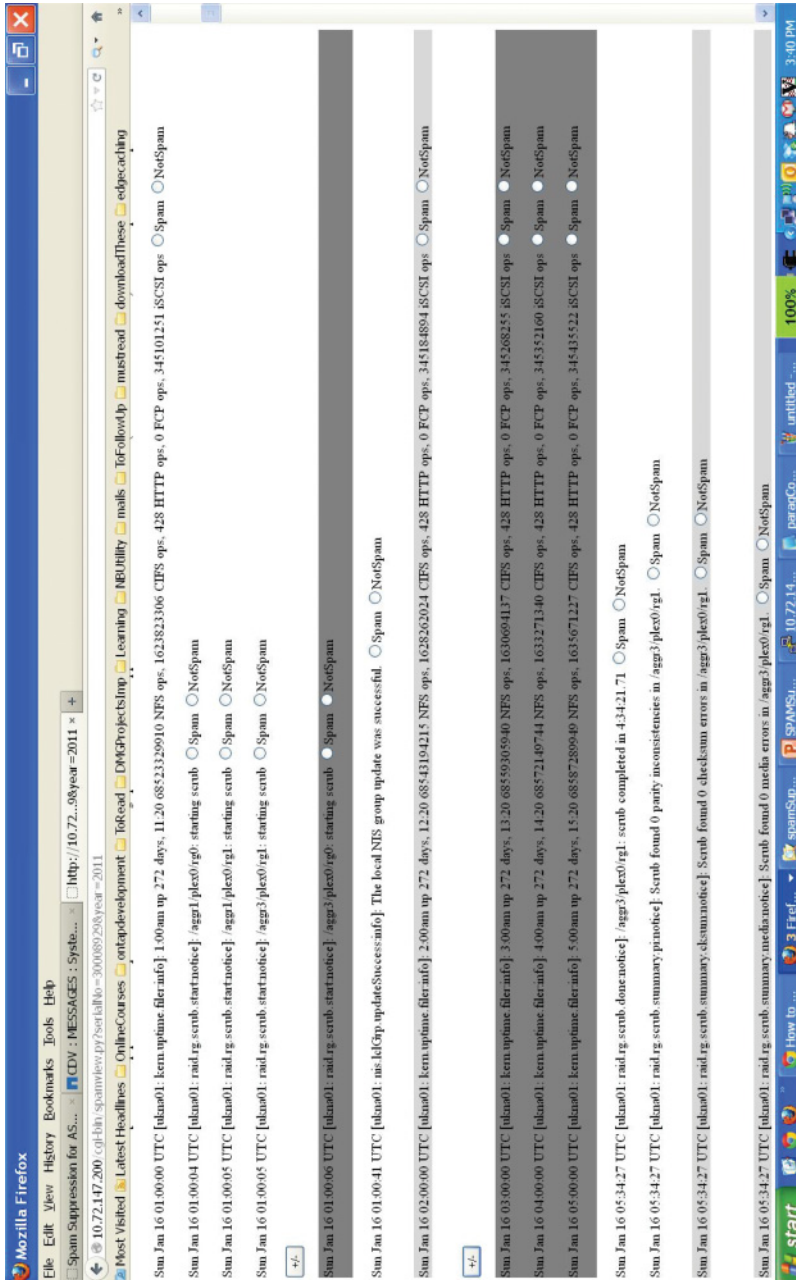 Mozilla Firefox
File Edit View History Bookmarks Tools Help
Spam Suppression for AS... × CDV : MESSAGES : Syste... × http://10.72...9&year=2011 × +
10.72.147.200/cgi-bin/spamview.py?serialNo=30008929&year=2011
Most Visited Latest Headlines OnlineCourses ontapdevelopment ToRead DMGProjectsImp Learning NBUtility mails ToFollowUp mustread downloadThese edgecaching »
Sun Jan 16 01:00:00 UTC [ukna01: kern.uptime.filer:info]: 1:00am up 272 days, 11:20 68523329910 NFS ops, 1623823306 CIFS ops, 428 HTTP ops, 0 FCP ops, 345101251 iSCSI ops Spam NotSpam
Sun Jan 16 01:00:04 UTC [ukna01: raid.rg.scrub.start:notice]: /aggr1/plex0/rg0: starting scrub Spam NotSpam
Sun Jan 16 01:00:05 UTC [ukna01: raid.rg.scrub.start:notice]: /aggr1/plex0/rg1: starting scrub Spam NotSpam
Sun Jan 16 01:00:05 UTC [ukna01: raid.rg.scrub.start:notice]: /aggr3/plex0/rg1: starting scrub Spam NotSpam
+/-
Sun Jan 16 01:00:06 UTC [ukna01: raid.rg.scrub.start:notice]: /aggr3/plex0/rg0: starting scrub Spam NotSpam
Sun Jan 16 01:00:41 UTC [ukna01: nis.lclGrp.updateSuccess:info]: The local NIS group update was successful. Spam NotSpam
Sun Jan 16 02:00:00 UTC [ukna01: kern.uptime.filer:info]: 2:00am up 272 days, 12:20 68543194215 NFS ops, 1628262024 CIFS ops, 428 HTTP ops, 0 FCP ops, 345184894 iSCSI ops Spam NotSpam
+/-
Sun Jan 16 03:00:00 UTC [ukna01: kern.uptime.filer:info]: 3:00am up 272 days, 13:20 68559305940 NFS ops, 1630694137 CIFS ops, 428 HTTP ops, 0 FCP ops, 345268255 iSCSI ops Spam NotSpam
Sun Jan 16 04:00:00 UTC [ukna01: kern.uptime.filer:info]: 4:00am up 272 days, 14:20 68572149744 NFS ops, 1633271340 CIFS ops, 428 HTTP ops, 0 FCP ops, 345352160 iSCSI ops Spam NotSpam
Sun Jan 16 05:00:00 UTC [ukna01: kern.uptime.filer:info]: 5:00am up 272 days, 15:20 68587289949 NFS ops, 1635671227 CIFS ops, 428 HTTP ops, 0 FCP ops, 345435522 iSCSI ops Spam NotSpam
Sun Jan 16 05:34:27 UTC [ukna01: raid.rg.scrub.done:notice]: /aggr3/plex0/rg1: scrub completed in 4:34:21.71 Spam NotSpam
Sun Jan 16 05:34:27 UTC [ukna01: raid.rg.scrub.summary.pi:notice]: Scrub found 0 parity inconsistencies in /aggr3/plex0/rg1. Spam NotSpam
Sun Jan 16 05:34:27 UTC [ukna01: raid.rg.scrub.summary.cksum:notice]: Scrub found 0 checksum errors in /aggr3/plex0/rg1. Spam NotSpam
Sun Jan 16 05:34:27 UTC [ukna01: raid.rg.scrub.summary.media:notice]: Scrub found 0 media errors in /aggr3/plex0/rg1. Spam NotSpam
start How to ... 3 Firef... spamSup... SPAMSu... 10.72.14... paragCo... untitled -... 100% 3:40 PM